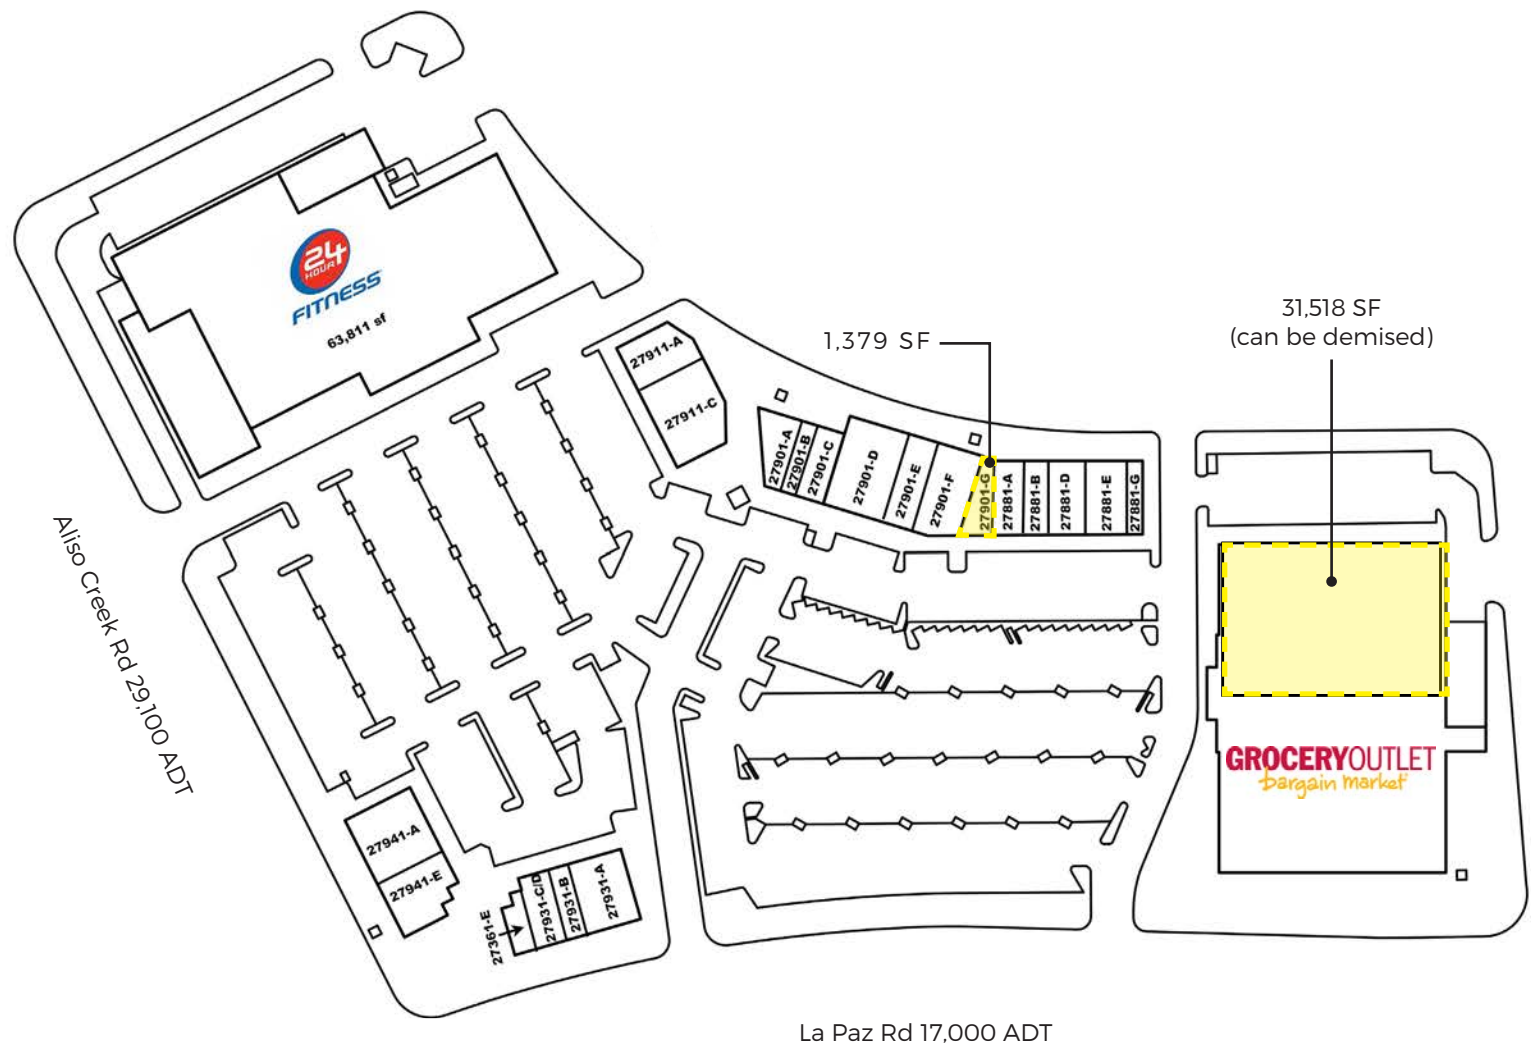 24
HOUR
FITNESS
63,811 sf
27911-A
27911-C
1,379 SF
31,518 SF
(can be demised)
27901-A
27901-B
27901-C
27901-D
27901-E
27901-F
27901-G
27881-A
27881-B
27881-D
27881-E
27881-G
Aliso Creek Rd 29,100 ADT
GROCERY OUTLET
bargain market
27941-A
27941-E
27361-E
27931-C/D
27931-B
27931-A
La Paz Rd 17,000 ADT